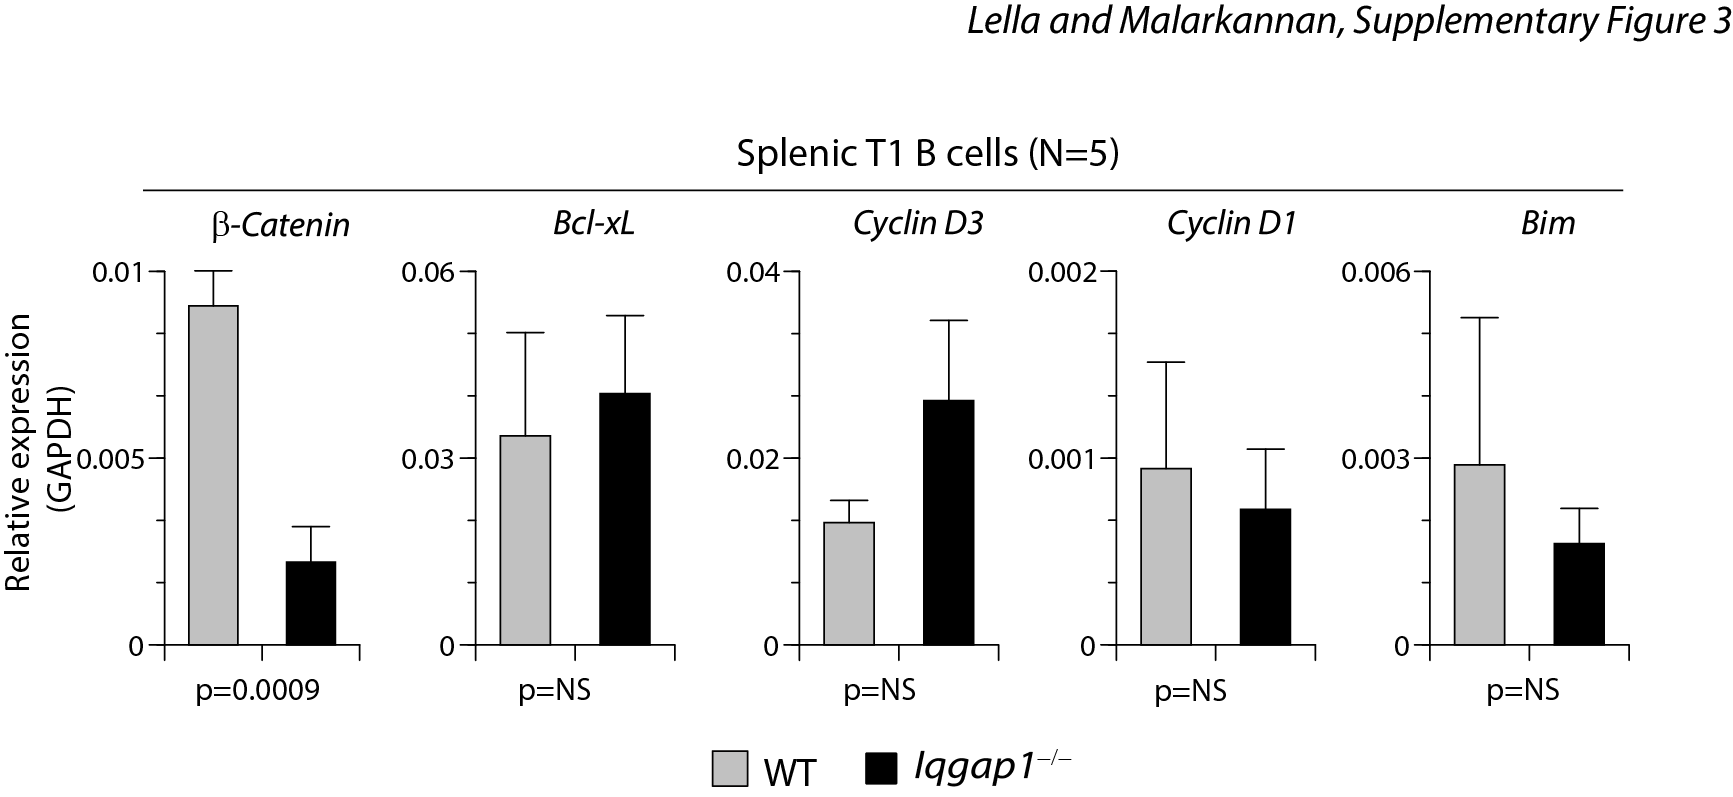 Lella and Malarkannan, Supplementary Figure 3
Splenic T1 B cells (N=5)
β-Catenin
Bcl-xL
Cyclin D3
Cyclin D1
Bim
Relative expression
(GAPDH)
0.01
0.005
0
0.06
0.03
0
0.04
0.02
0
0.002
0.001
0
0.006
0.003
0
p=0.0009
p=NS
p=NS
p=NS
p=NS
WT
Iqgap1−/−